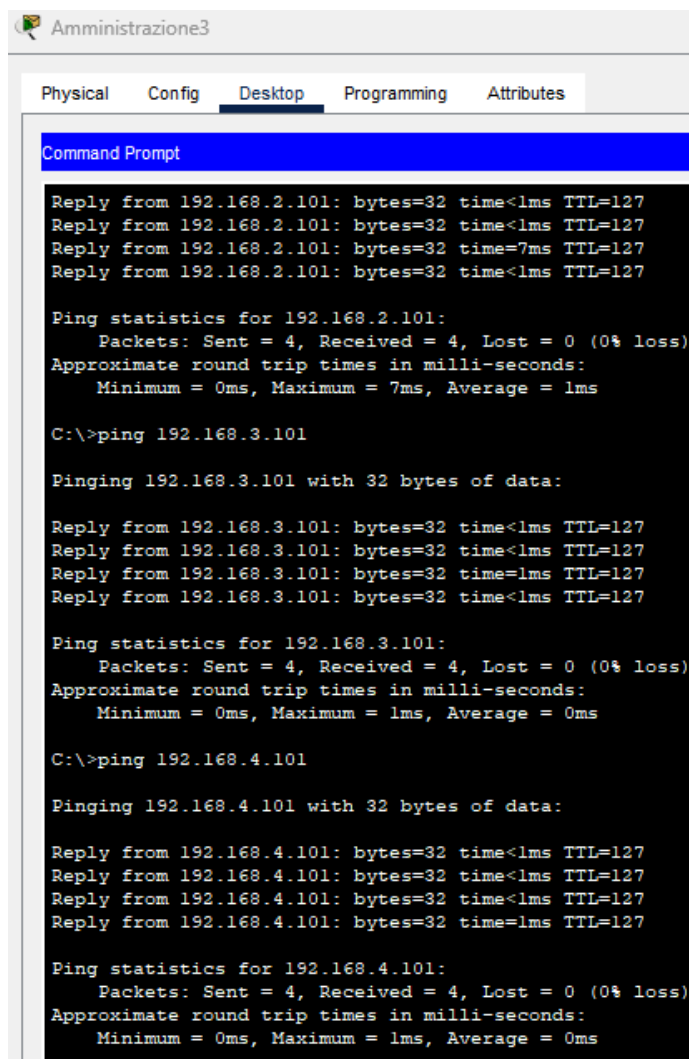 Amministrazione3
Physical Config Desktop Programming Attributes
Command Prompt
Reply from 192.168.2.101: bytes=32 time<1ms TTL=127
Reply from 192.168.2.101: bytes=32 time<1ms TTL=127
Reply from 192.168.2.101: bytes=32 time=7ms TTL=127
Reply from 192.168.2.101: bytes=32 time<1ms TTL=127
Ping statistics for 192.168.2.101:
Packets: Sent = 4, Received = 4, Lost = 0 (0% loss)
Approximate round trip times in milli-seconds:
Minimum = 0ms, Maximum = 7ms, Average = 1ms
C:\>ping 192.168.3.101
Pinging 192.168.3.101 with 32 bytes of data:
Reply from 192.168.3.101: bytes=32 time<1ms TTL=127
Reply from 192.168.3.101: bytes=32 time<1ms TTL=127
Reply from 192.168.3.101: bytes=32 time=1ms TTL=127
Reply from 192.168.3.101: bytes=32 time<1ms TTL=127
Ping statistics for 192.168.3.101:
Packets: Sent = 4, Received = 4, Lost = 0 (0% loss)
Approximate round trip times in milli-seconds:
Minimum = 0ms, Maximum = 1ms, Average = 0ms
C:\>ping 192.168.4.101
Pinging 192.168.4.101 with 32 bytes of data:
Reply from 192.168.4.101: bytes=32 time<1ms TTL=127
Reply from 192.168.4.101: bytes=32 time<1ms TTL=127
Reply from 192.168.4.101: bytes=32 time<1ms TTL=127
Reply from 192.168.4.101: bytes=32 time=1ms TTL=127
Ping statistics for 192.168.4.101:
Packets: Sent = 4, Received = 4, Lost = 0 (0% loss)
Approximate round trip times in milli-seconds:
Minimum = 0ms, Maximum = 1ms, Average = 0ms